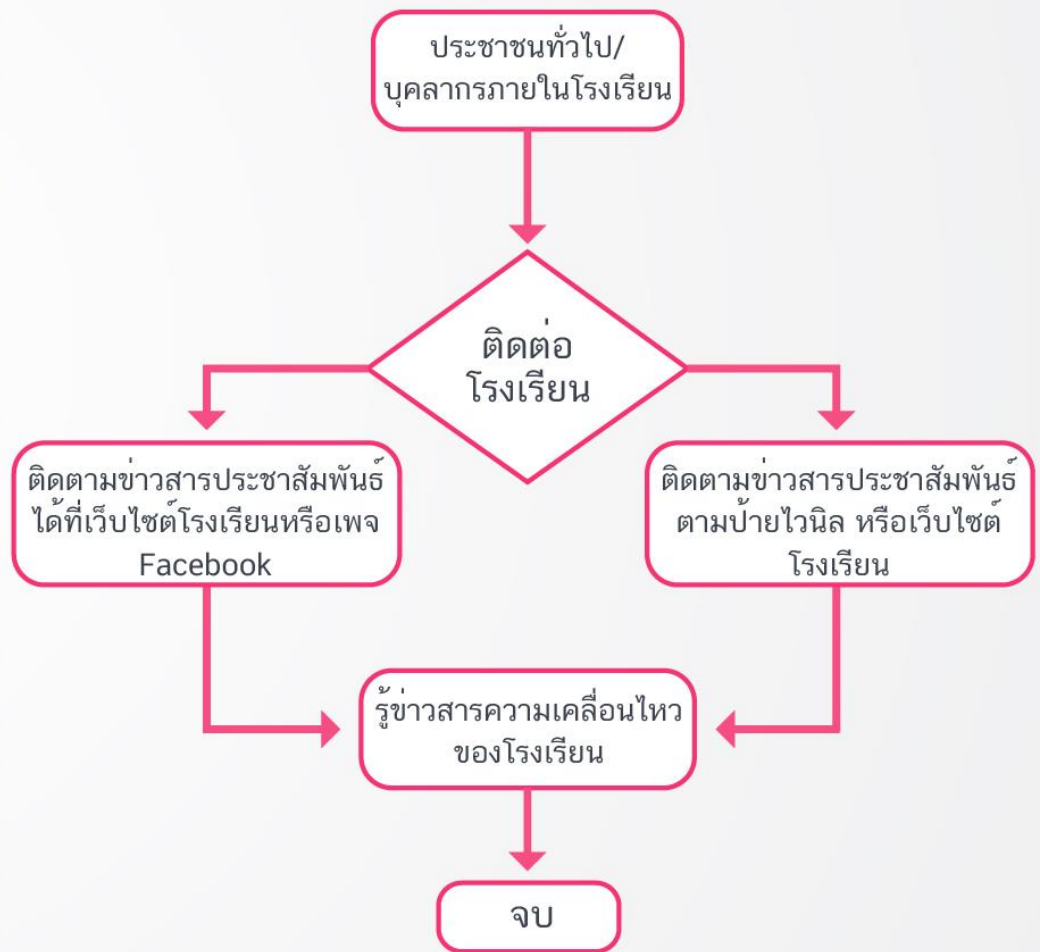 ประชาชนทั่วไป/
บุคลากรภายในโรงเรียน
ติดต่อ
โรงเรียน
ติดตามข่าวสารประชาสัมพันธ์
ได้ที่เว็บไซต์โรงเรียนหรือเพจ
Facebook
ติดตามข่าวสารประชาสัมพันธ์
ตามป้ายไวนิล หรือเว็บไซต์
โรงเรียน
รู้ข่าวสารความเคลื่อนไหว
ของโรงเรียน
จบ